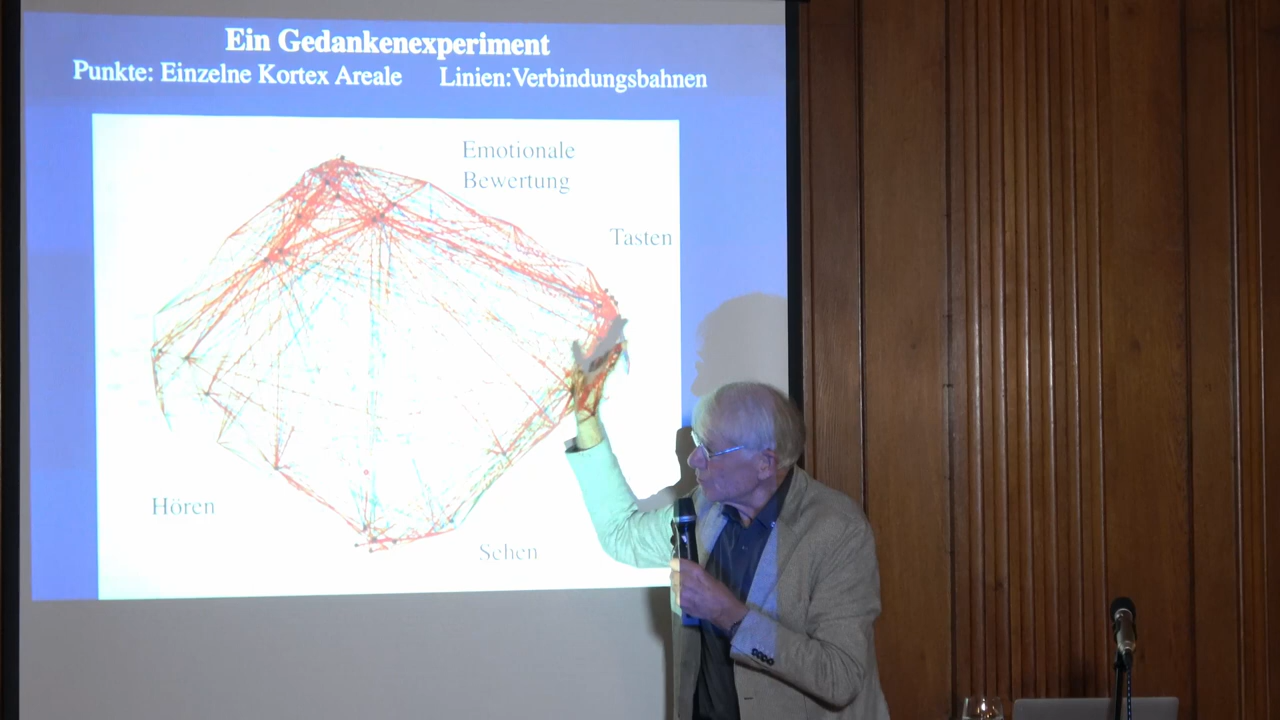 Ein Gedankenexperiment
Punkte: Einzelne Kortex Areale Linien:Verbindungsbahnen
Emotionale
Bewertung
Tasten
Hören
Sehen